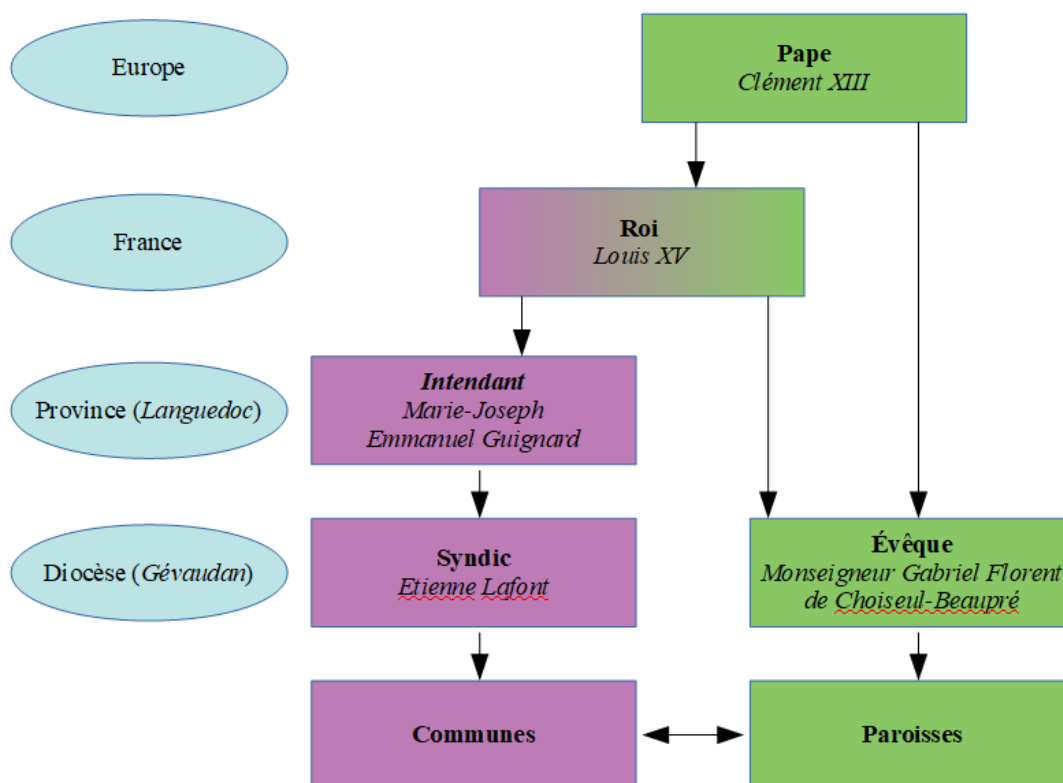 Europe
Pape
Clément XIII
France
Roi
Louis XV
Province (Languedoc)
Intendant
Marie-Joseph
Emmanuel Guignard
Diocèse (Gévaudan)
Syndic
Etienne Lafont
Évêque
Monseigneur Gabriel Florent
de Choiseul-Beaupré
Communes
Paroisses